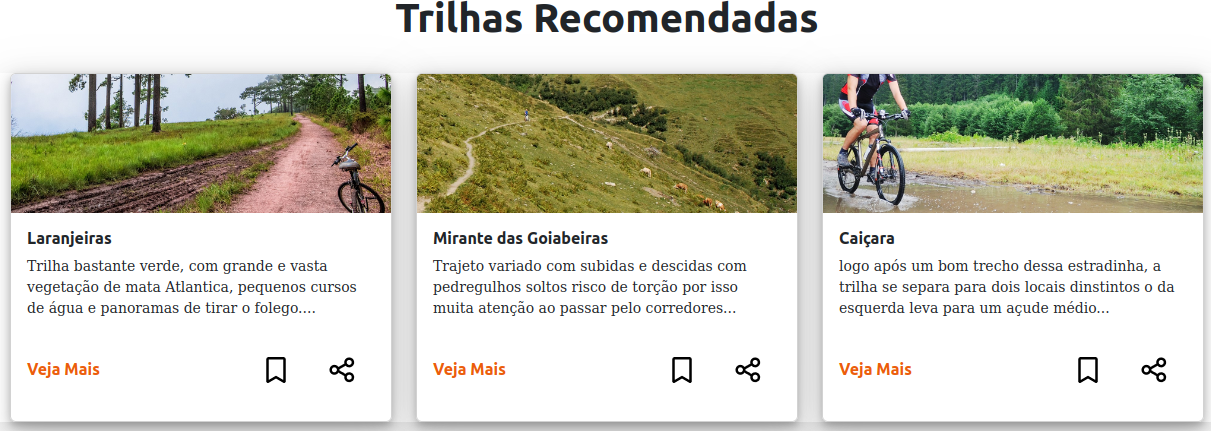 Trilhas Recomendadas
Laranjeiras
Trilha bastante verde, com grande e vasta
vegetação de mata Atlantica, pequenos cursos
de água e panoramas de tirar o folego....
Veja Mais
Mirante das Goiabeiras
Trajeto variado com subidas e descidas com
pedregulhos soltos risco de torção por isso
muita atenção ao passar pelo corredores...
Veja Mais
Caiçara
logo após um bom trecho dessa estradinha, a
trilha se separa para dois locais dinstintos o da
esquerda leva para um açude médio...
Veja Mais